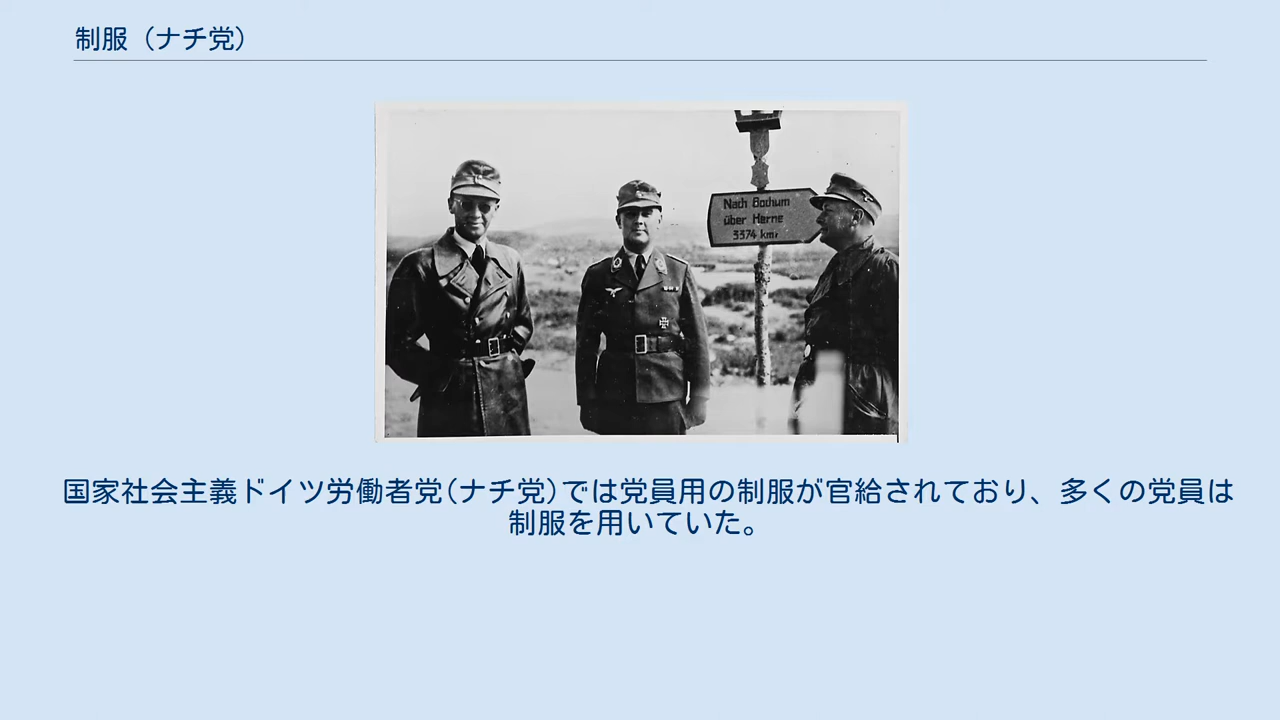 制服（ナチ党）
Nach Bochum
über Herne
3374 km.
国家社会主義ドイツ労働者党(ナチ党)では党員用の制服が官給されており、多くの党員は
制服を用いていた。